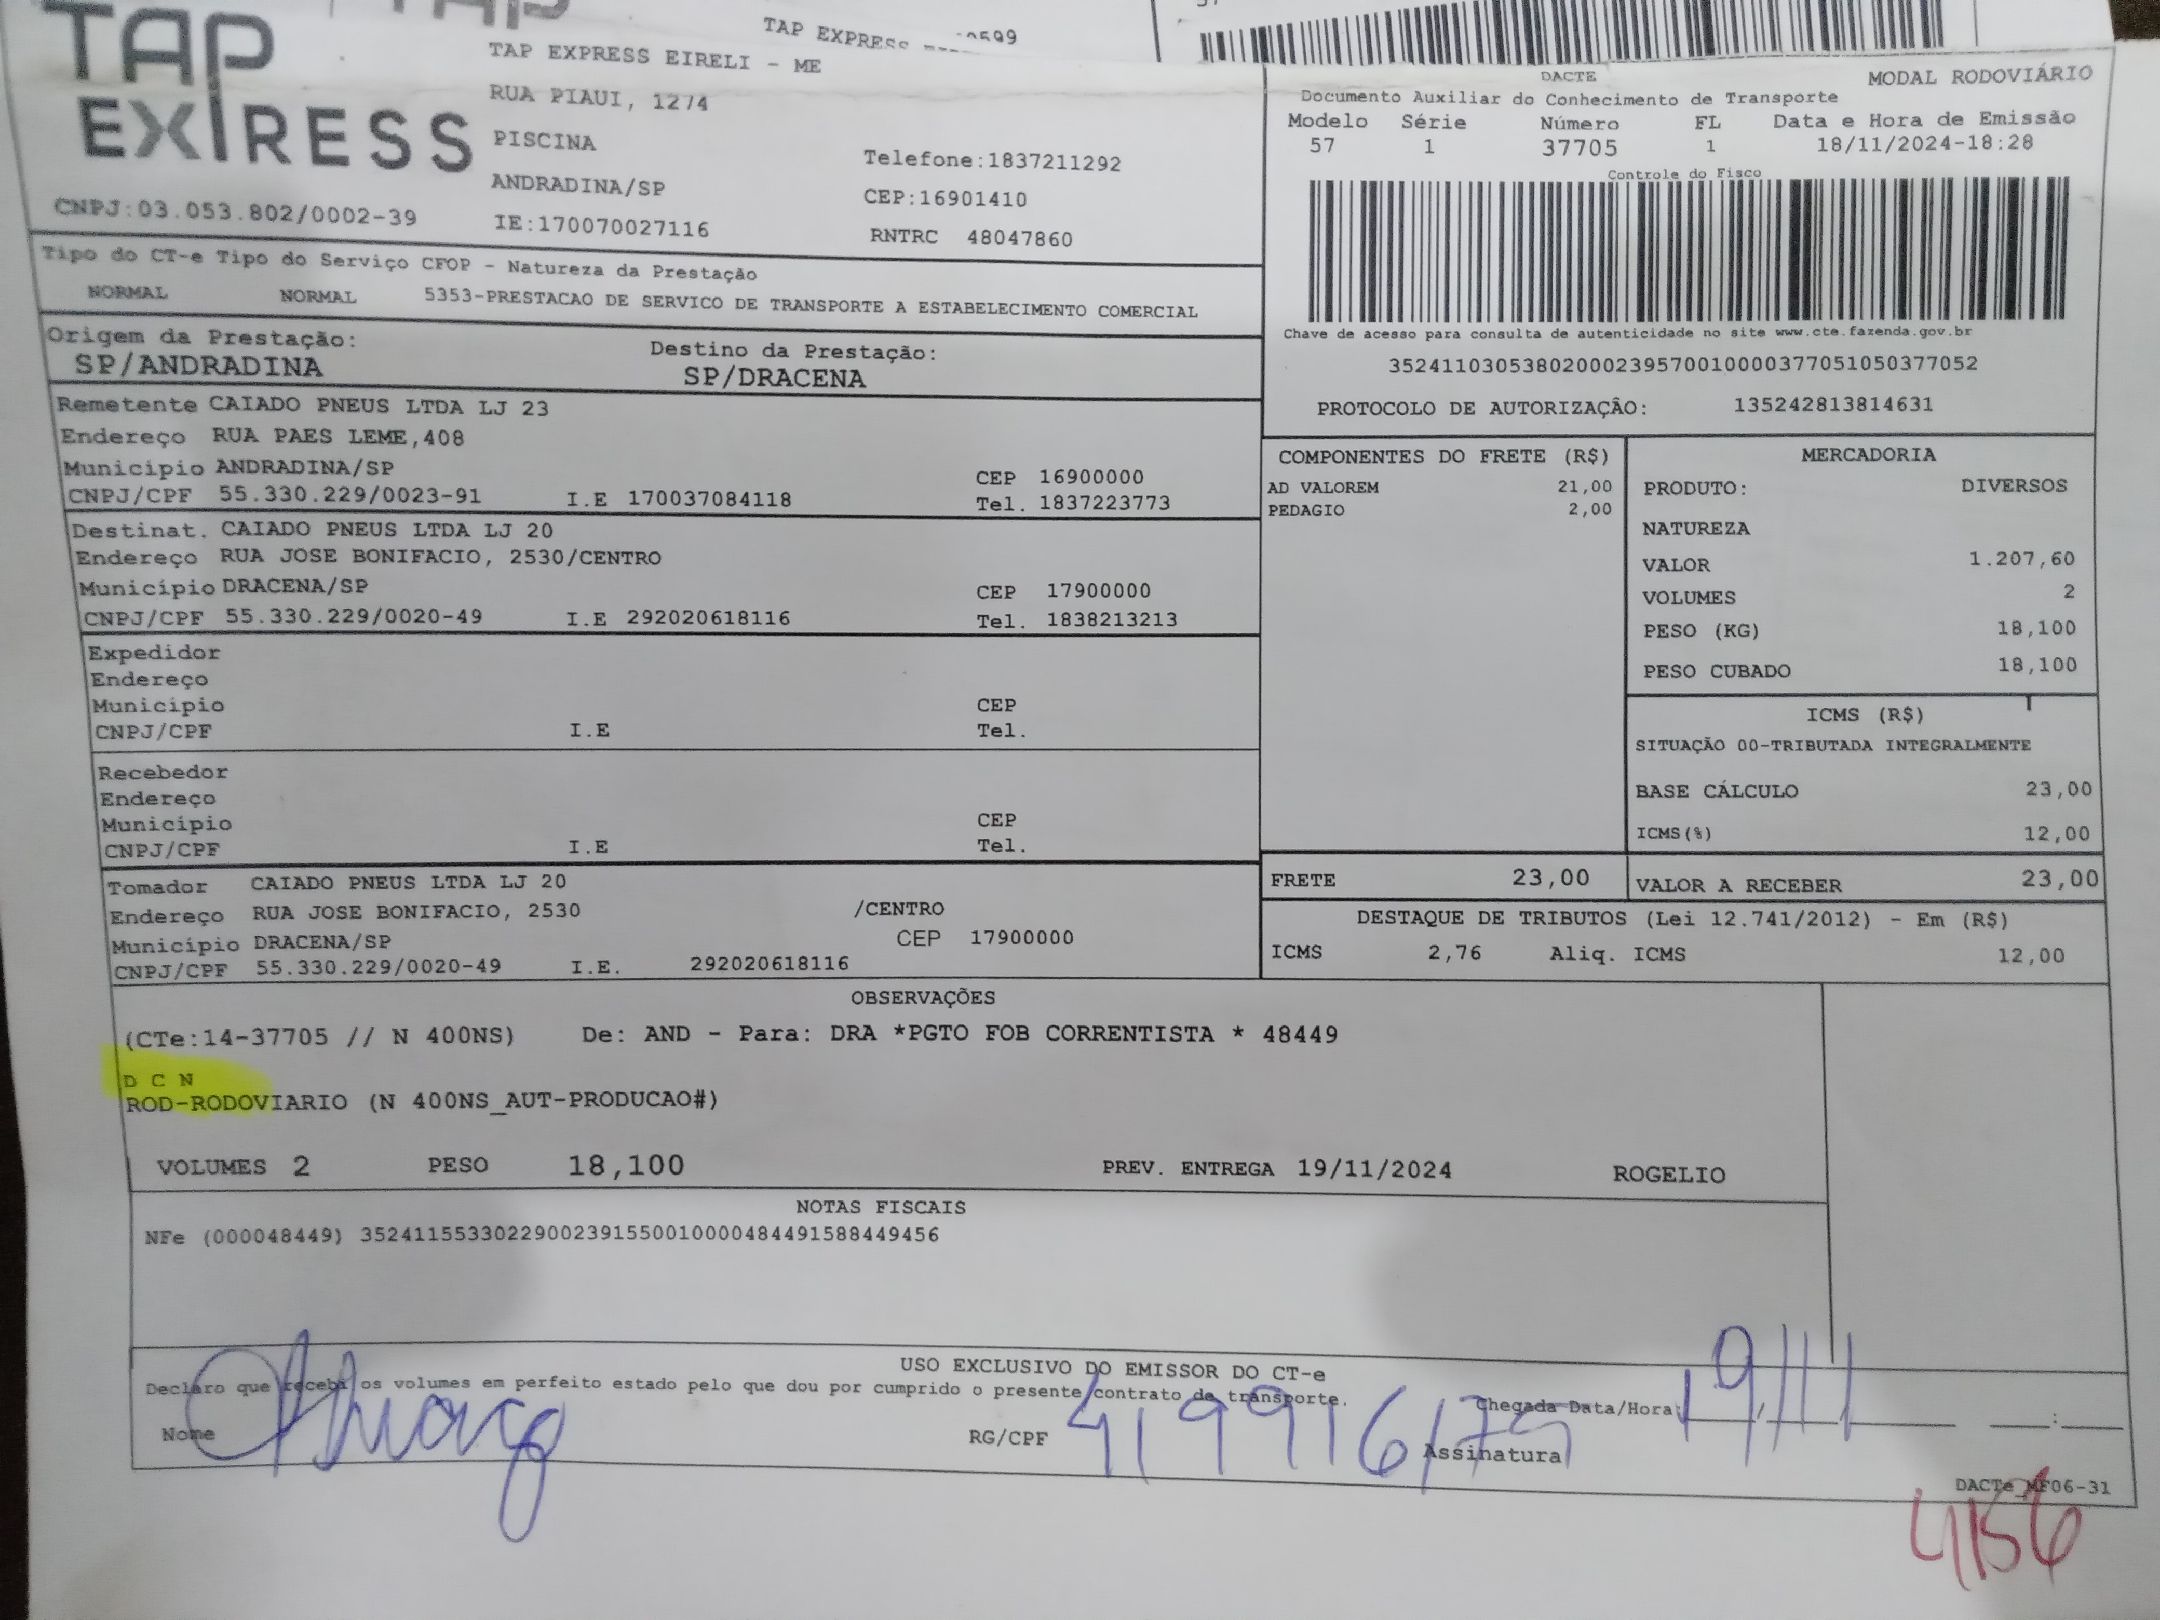 TAP EXPRESS
TAP EXPRESS EIRELI - ME
RUA PIAUI, 1274
PISCINA
ANDRADINA/SP
IE:170070027116
Telefone:1837211292
CEP:16901410
RNTRC 48047860
CNPJ:03.053.802/0002-39
DACTE
MODAL RODOVIÁRIO
Documento Auxiliar do Conhecimento de Transporte
Modelo Série Número FL Data e Hora de Emissão
57 1 37705 1 18/11/2024-18:28
Controle do Fisco
Chave de acesso para consulta de autenticidade no site www.cte.fazenda.gov.br
35241103053802000239570010000377051050377052
PROTOCOLO DE AUTORIZAÇÃO: 135242813814631
Tipo do CT-e Tipo do Serviço CFOP - Natureza da Prestação
NORMAL NORMAL 5353-PRESTACAO DE SERVICO DE TRANSPORTE A ESTABELECIMENTO COMERCIAL
Origem da Prestação: Destino da Prestação:
SP/ANDRADINA SP/DRACENA
Remetente CAIADO PNEUS LTDA LJ 23
Endereço RUA PAES LEME,408
Município ANDRADINA/SP CEP 16900000
CNPJ/CPF 55.330.229/0023-91 I.E 170037084118 Tel. 1837223773
Destinat. CAIADO PNEUS LTDA LJ 20
Endereço RUA JOSE BONIFACIO, 2530/CENTRO
Município DRACENA/SP CEP 17900000
CNPJ/CPF 55.330.229/0020-49 I.E 292020618116 Tel. 1838213213
Expedidor
Endereço
Município CEP
CNPJ/CPF I.E Tel.
Recebedor
Endereço
Município CEP
CNPJ/CPF I.E Tel.
Tomador CAIADO PNEUS LTDA LJ 20
Endereço RUA JOSE BONIFACIO, 2530 /CENTRO
Município DRACENA/SP CEP 17900000
CNPJ/CPF 55.330.229/0020-49 I.E. 292020618116
COMPONENTES DO FRETE (R$)
AD VALOREM 21,00
PEDAGIO 2,00
MERCADORIA
PRODUTO: DIVERSOS
NATUREZA
VALOR 1.207,60
VOLUMES 2
PESO (KG) 18,100
PESO CUBADO 18,100
ICMS (R$)
SITUAÇÃO 00-TRIBUTADA INTEGRALMENTE
BASE CÁLCULO 23,00
ICMS(%) 12,00
FRETE 23,00 VALOR A RECEBER 23,00
DESTAQUE DE TRIBUTOS (Lei 12.741/2012) - Em (R$)
ICMS 2,76 Aliq. ICMS 12,00
OBSERVAÇÕES
(CTe:14-37705 // N 400NS) De: AND - Para: DRA *PGTO FOB CORRENTISTA * 48449
D C N
ROD-RODOVIARIO (N 400NS_AUT-PRODUCAO#)
VOLUMES 2 PESO 18,100 PREV. ENTREGA 19/11/2024 ROGELIO
NOTAS FISCAIS
NFe (000048449) 35241155330229002391550010000484491588449456
USO EXCLUSIVO DO EMISSOR DO CT-e
Declaro que recebi os volumes em perfeito estado pelo que dou por cumprido o presente contrato de transporte.
Chegada Data/Hora: 19/11
Nome RG/CPF Assinatura
DACTe_MF06-31